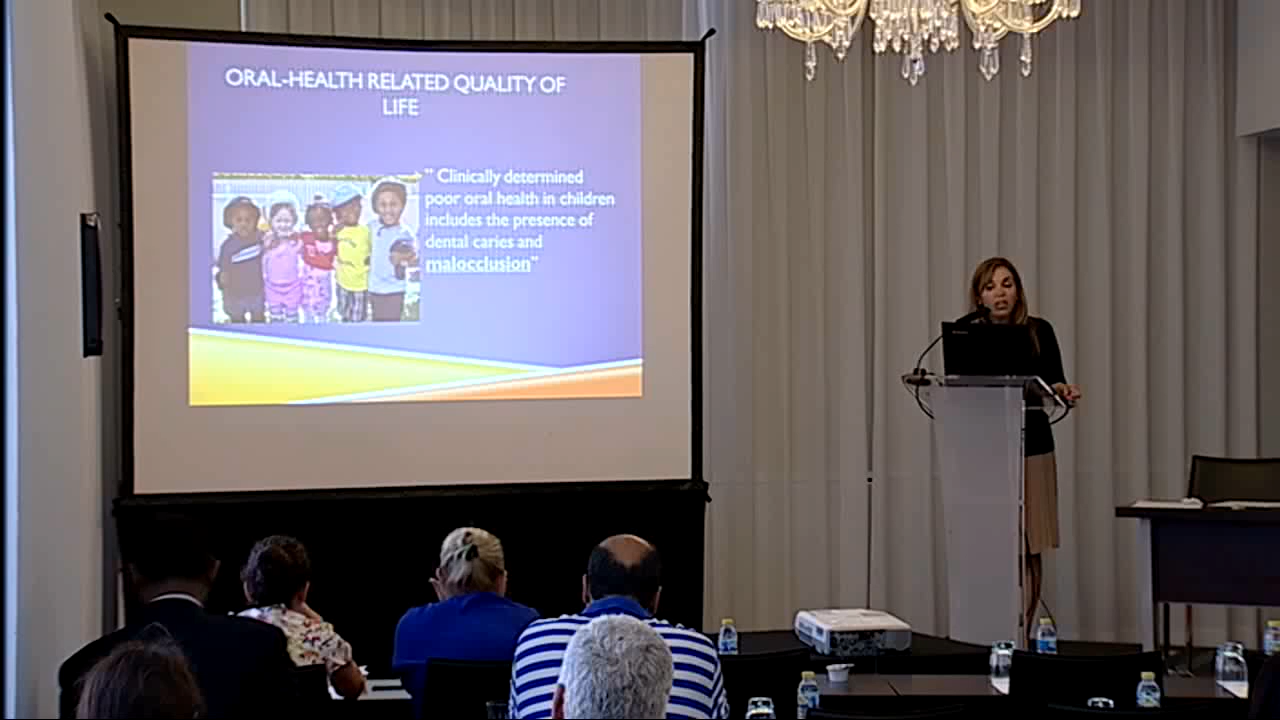 ORAL-HEALTH RELATED QUALITY OF
LIFE
" Clinically determined
poor oral health in children
includes the presence of
dental caries and
malocclusion"